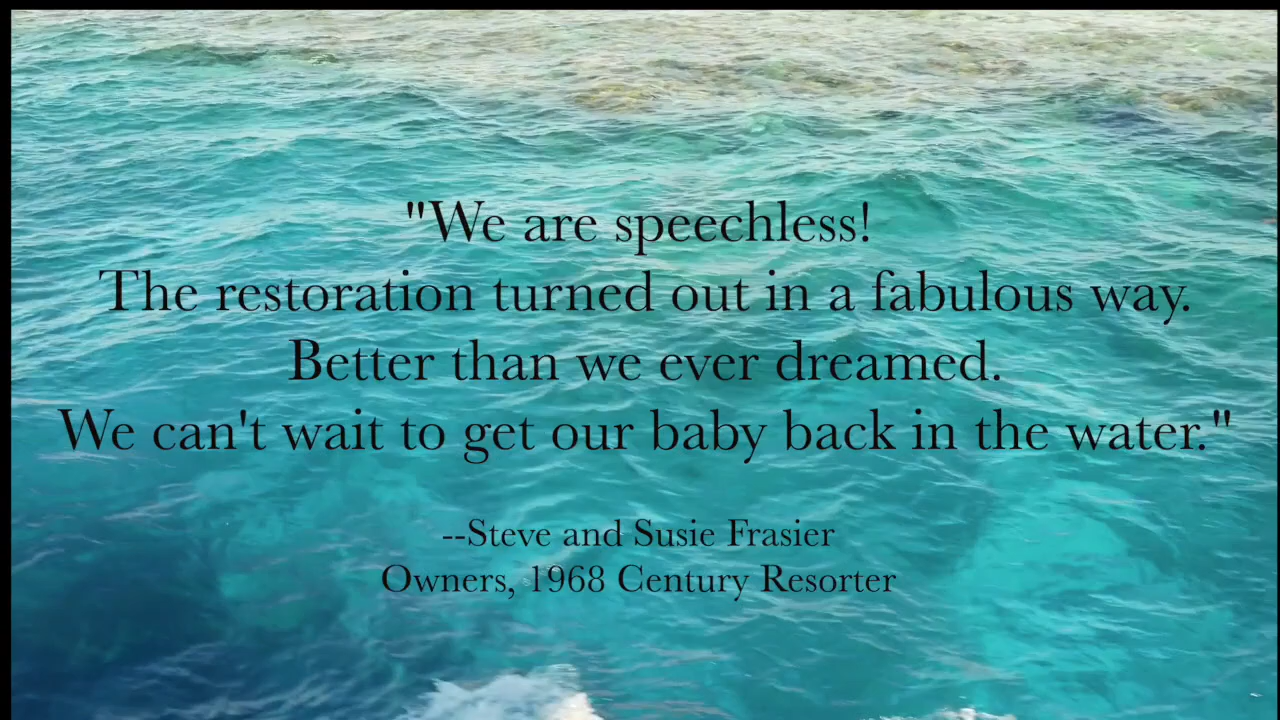 "We are speechless!
The restoration turned out in a fabulous way.
Better than we ever dreamed.
We can't wait to get our baby back in the water."
--Steve and Susie Frasier
Owners, 1968 Century Resorter